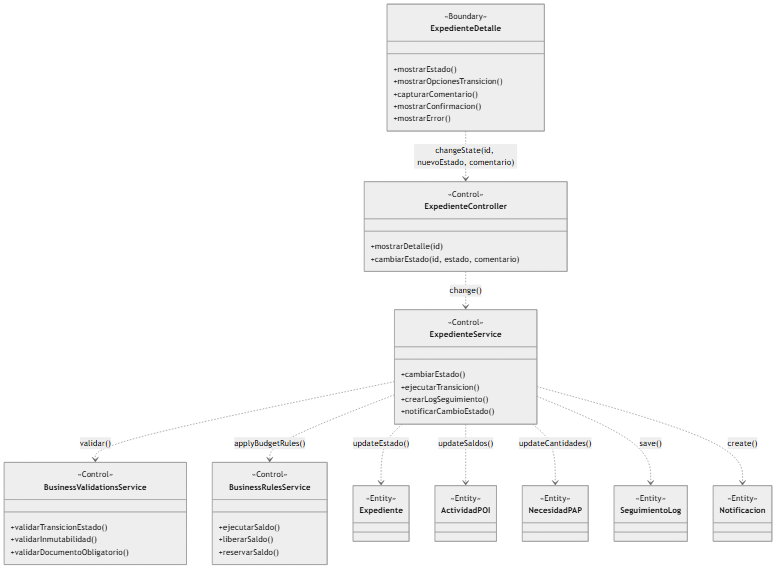 «Boundary»
ExpedienteDetalle
+mostrarEstado()
+mostrarOpcionesTransicion()
+capturarComentario()
+mostrarConfirmacion()
+mostrarError()
changeState(id,
nuevoEstado, comentario)
«Control»
ExpedienteController
+mostrarDetalle(id)
+cambiarEstado(id, estado, comentario)
change()
«Control»
ExpedienteService
+cambiarEstado()
+ejecutarTransicion()
+crearLogSeguimiento()
+notificarCambioEstado()
validar()
applyBudgetRules()
updateEstado()
updateSaldos()
updateCantidades()
save()
create()
«Control»
BusinessValidationsService
+validarTransicionEstado()
+validarInmutabilidad()
+validarDocumentoObligatorio()
«Control»
BusinessRulesService
+ejecutarSaldo()
+liberarSaldo()
+reservarSaldo()
«Entity»
Expediente
«Entity»
ActividadPOI
«Entity»
NecesidadPAP
«Entity»
SeguimientoLog
«Entity»
Notificacion